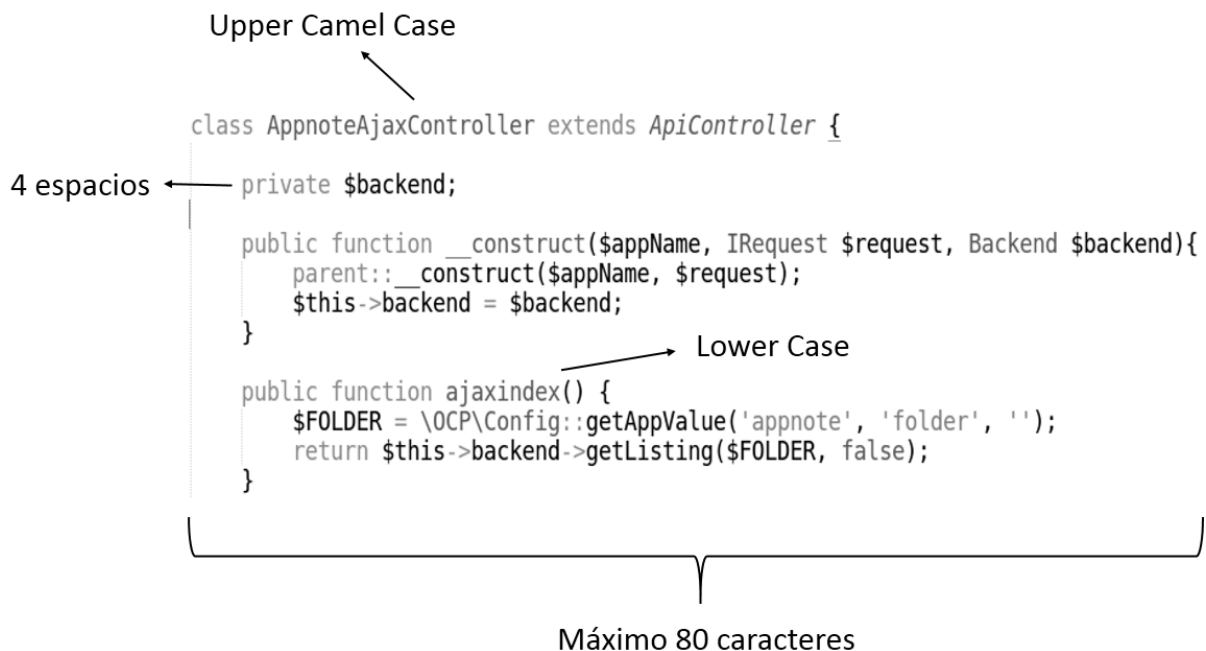 Upper Camel Case
class AppnoteAjaxController extends ApiController {
4 espacios
private $backend;
public function __construct($appName, IRequest $request, Backend $backend){
parent::__construct($appName, $request);
$this->backend = $backend;
}
Lower Case
public function ajaxindex() {
$FOLDER = \OCP\Config::getAppValue('appnote', 'folder', '');
return $this->backend->getListing($FOLDER, false);
}
Máximo 80 caracteres